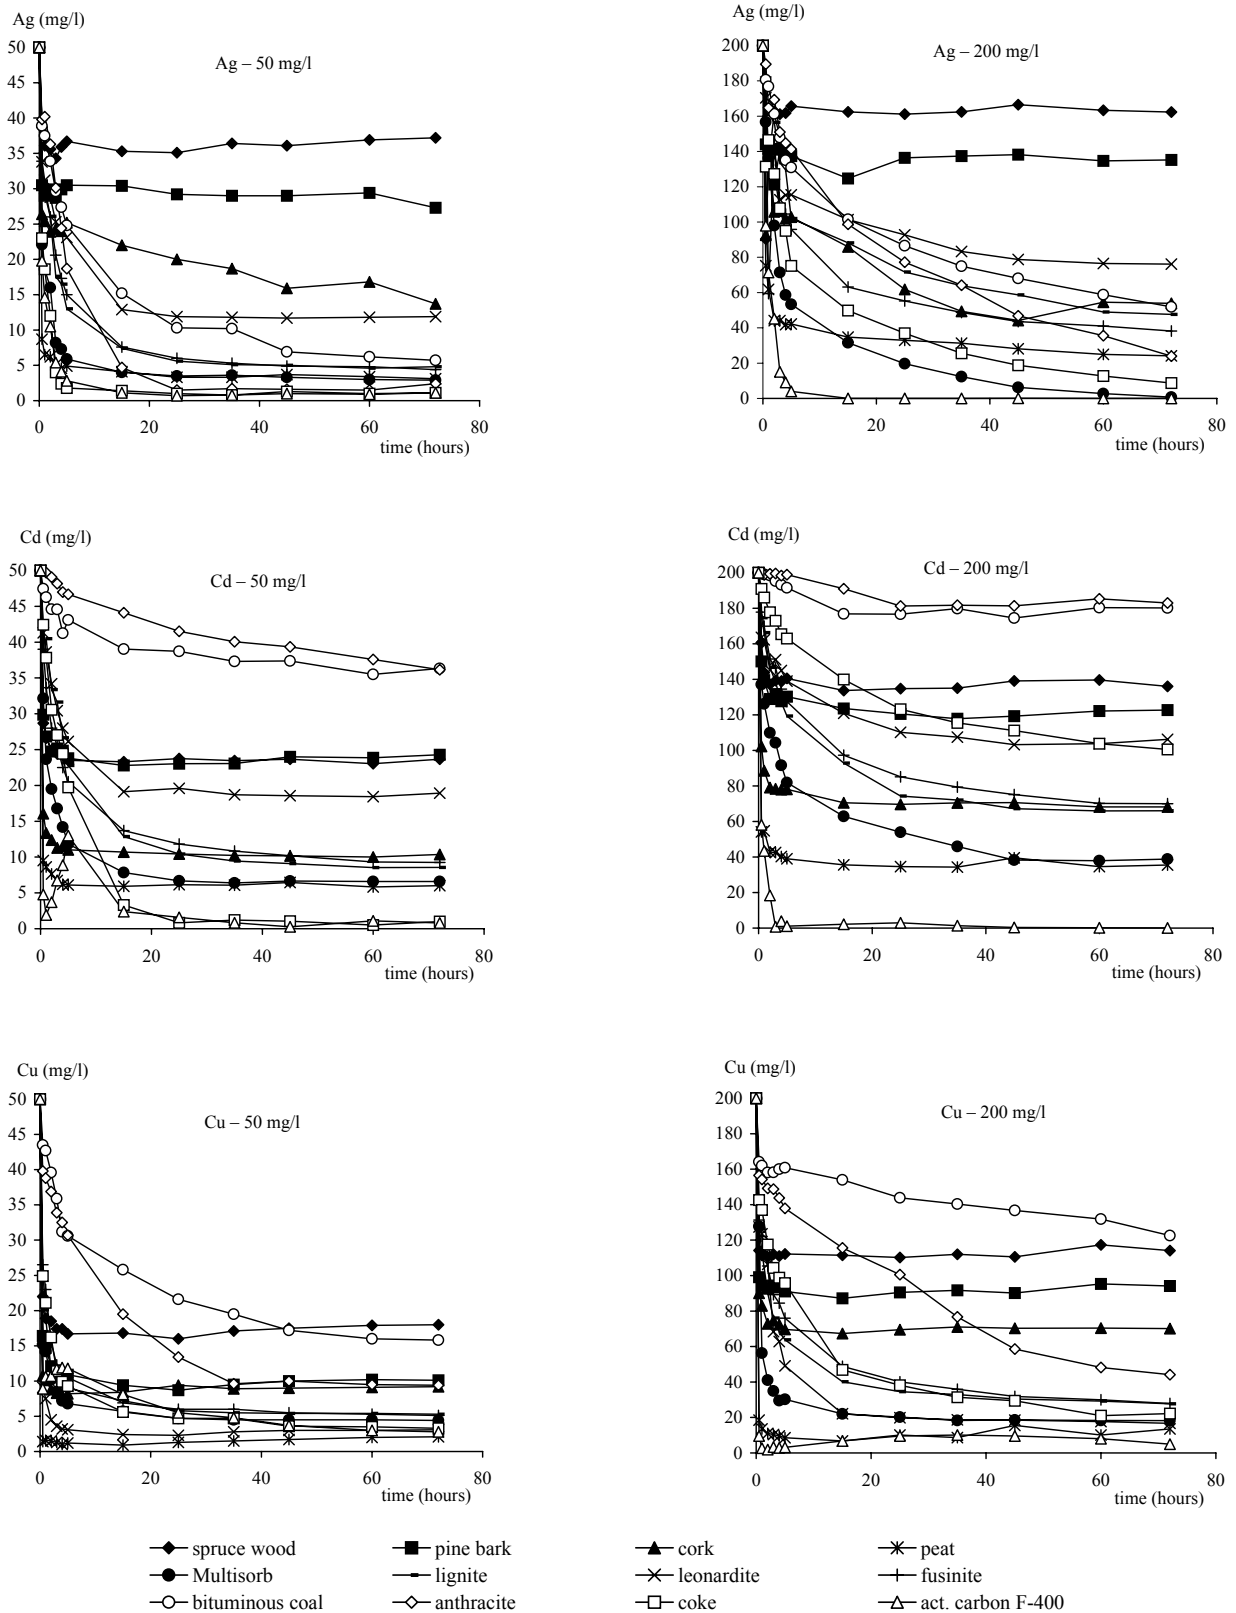 Ag (mg/l)
Ag – 50 mg/l
50
45
40
35
30
25
20
15
10
5
0
0 20 40 60 80
time (hours)
Ag (mg/l)
Ag – 200 mg/l
200
180
160
140
120
100
80
60
40
20
0
0 20 40 60 80
time (hours)
Cd (mg/l)
Cd – 50 mg/l
50
45
40
35
30
25
20
15
10
5
0
0 20 40 60 80
time (hours)
Cd (mg/l)
Cd – 200 mg/l
200
180
160
140
120
100
80
60
40
20
0
0 20 40 60 80
time (hours)
Cu (mg/l)
Cu – 50 mg/l
50
45
40
35
30
25
20
15
10
5
0
0 20 40 60 80
time (hours)
Cu (mg/l)
Cu – 200 mg/l
200
180
160
140
120
100
80
60
40
20
0
0 20 40 60 80
time (hours)
spruce wood pine bark cork peat
Multisorb lignite leonardite fusinite
bituminous coal anthracite coke act. carbon F-400